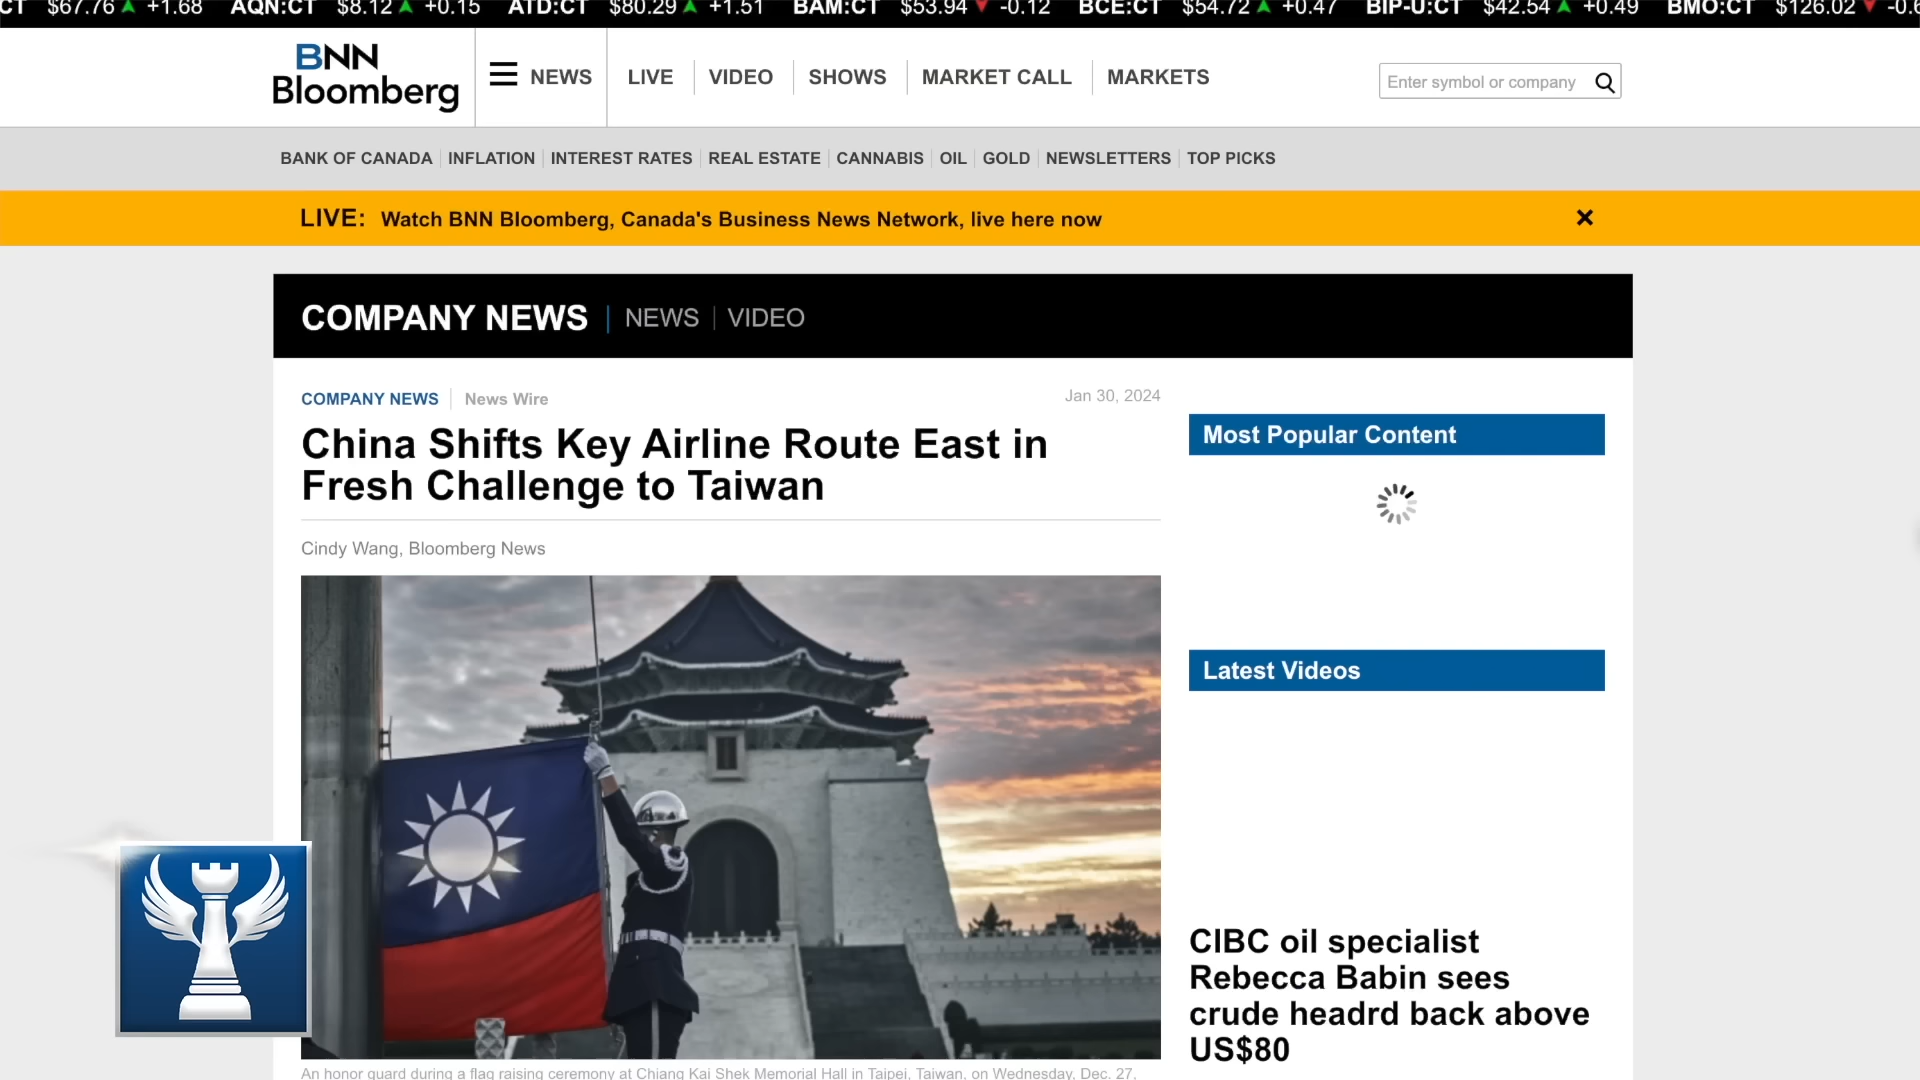 CT $67.76 +1.68 AQN:CT $8.12 +0.15 ATD:CT $80.29 +1.51 BAM:CT $53.94 -0.12 BCE:CT $54.72 +0.47 BIP-U:CT $42.54 +0.49 BMO:CT $126.02
BNN
Bloomberg
NEWS LIVE VIDEO SHOWS MARKET CALL MARKETS
Enter symbol or company
BANK OF CANADA INFLATION INTEREST RATES REAL ESTATE CANNABIS OIL GOLD NEWSLETTERS TOP PICKS
LIVE: Watch BNN Bloomberg, Canada's Business News Network, live here now
COMPANY NEWS NEWS VIDEO
COMPANY NEWS News Wire
Jan 30, 2024
China Shifts Key Airline Route East in
Fresh Challenge to Taiwan
Cindy Wang, Bloomberg News
An honor guard during a flag raising ceremony at Chiang Kai Shek Memorial Hall in Taipei, Taiwan, on Wednesday, Dec. 27,
Most Popular Content
Latest Videos
CIBC oil specialist
Rebecca Babin sees
crude headrd back above
US$80